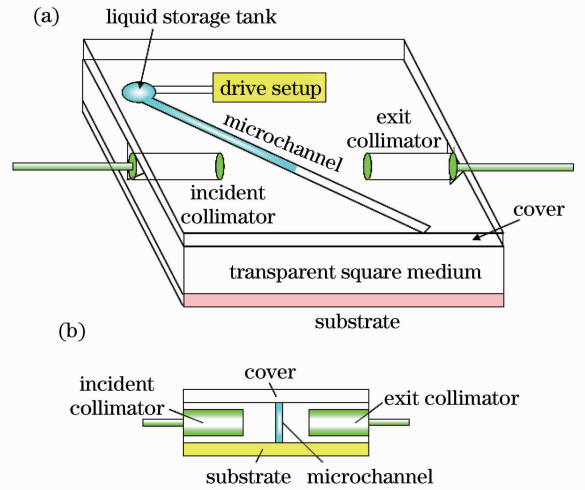 (a)
liquid storage tank
drive setup
microchannel
exit
collimator
incident
collimator
cover
transparent square medium
substrate
(b)
cover
incident
collimator
exit collimator
substrate
microchannel